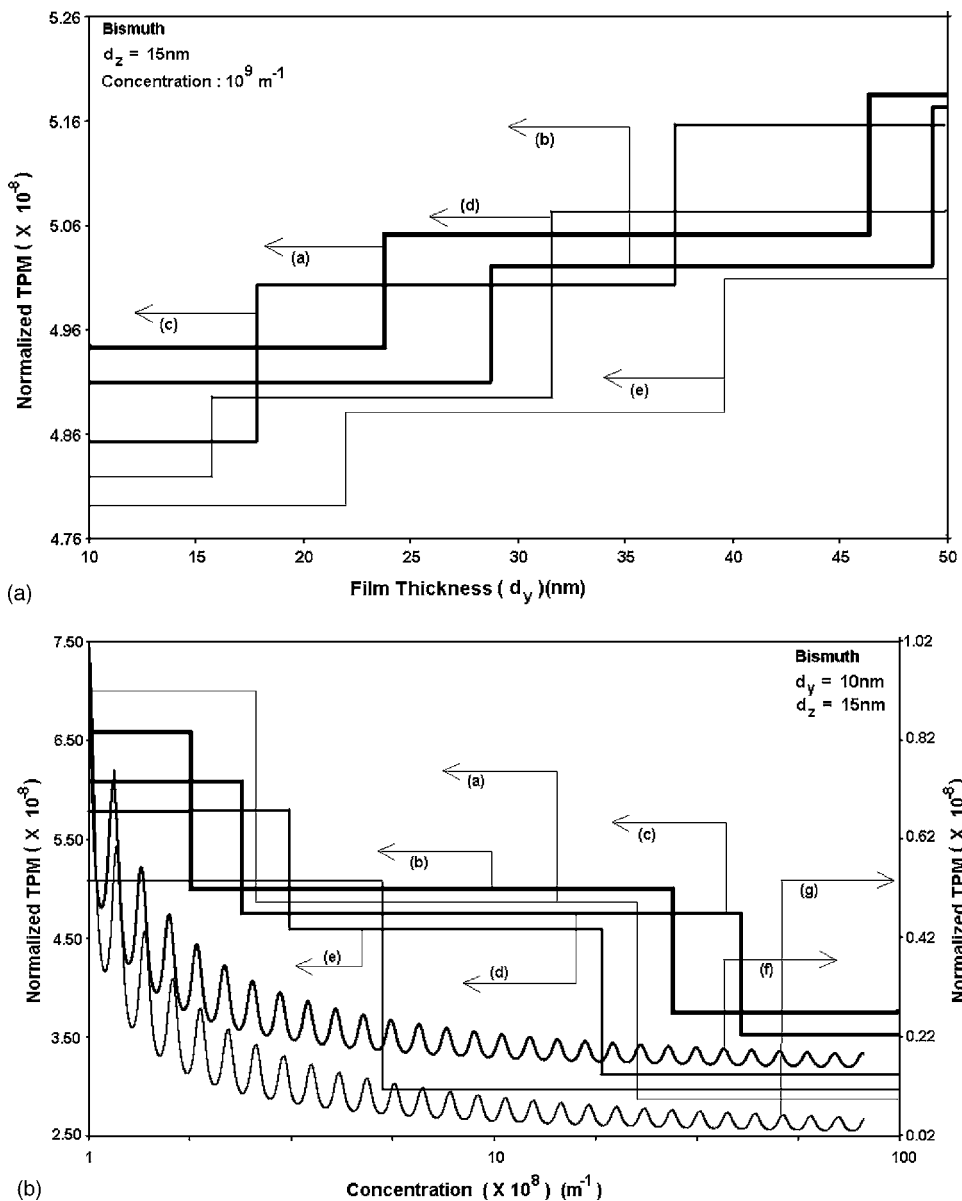 5.26
Bismuth
d_z = 15nm
Concentration : 10^9 m^-1
5.16
(b)
(d)
5.06
(a)
(c)
4.96
(e)
4.86
4.76
Normalized TPM ( X 10^-8)
10 15 20 25 30 35 40 45 50
(a)
Film Thickness ( d_y )(nm)
7.50 1.02
Bismuth
d_y = 10nm
d_z = 15nm
6.50 0.82
(a)
(c)
5.50 0.62
(b)
(g)
4.50 0.42
(e)
(d)
(f)
3.50 0.22
2.50 0.02
Normalized TPM ( X 10^-8)
Normalized TPM ( X 10^-8)
1 10 100
(b)
Concentration ( X 10^8 ) (m^-1)